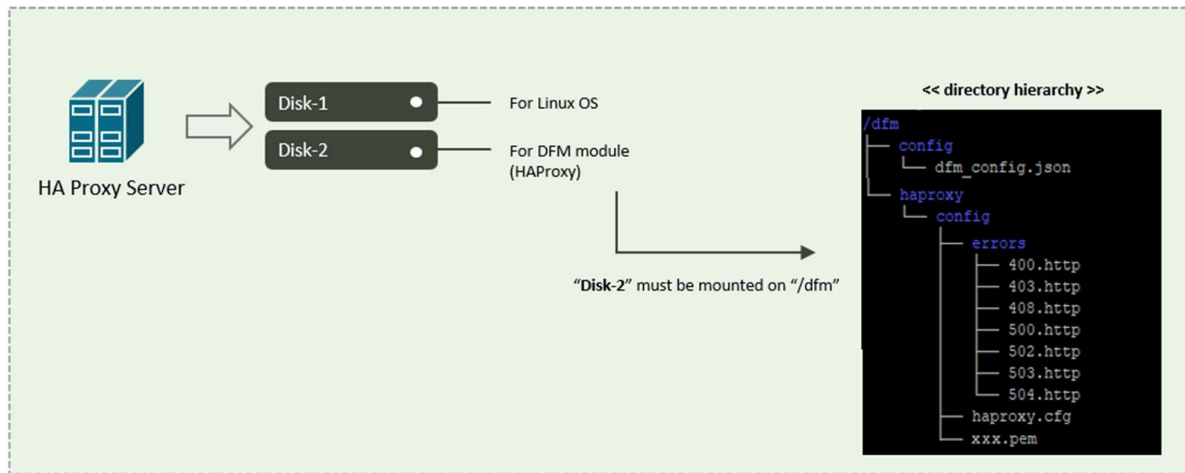 HA Proxy Server
Disk-1
Disk-2
For Linux OS
For DFM module
(HAProxy)
“Disk-2” must be mounted on “/dfm”
<< directory hierarchy >>
/dfm
├── config
│   └── dfm_config.json
└── haproxy
    └── config
        ├── errors
        │   ├── 400.http
        │   ├── 403.http
        │   ├── 408.http
        │   ├── 500.http
        │   ├── 502.http
        │   ├── 503.http
        │   └── 504.http
        ├── haproxy.cfg
        └── xxx.pem